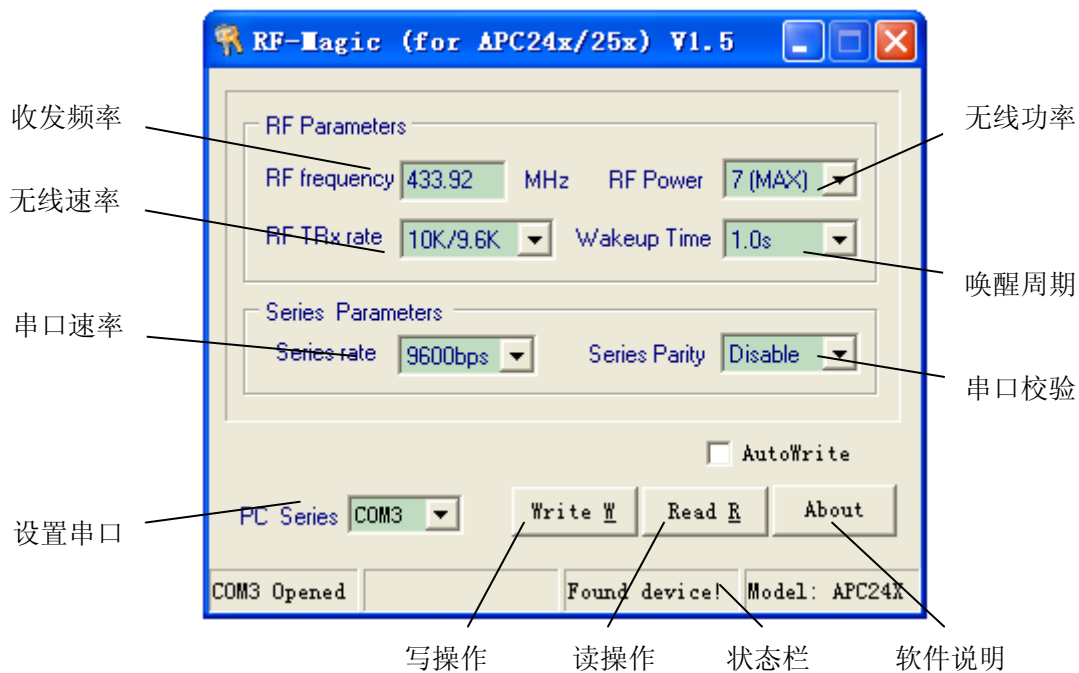 RF-Magic (for APC24x/25x) V1.5
收发频率
无线功率
RF Parameters
RF frequency 433.92 MHz RF Power 7 (MAX)
无线速率
RF TRx rate 10K/9.6K Wakeup Time 1.0s
唤醒周期
Series Parameters
串口速率
Series rate 9600bps Series Parity Disable
串口校验
AutoWrite
设置串口
PC Series COM3 Write W Read R About
COM3 Opened Found device! Model: APC24X
写操作 读操作 状态栏 软件说明